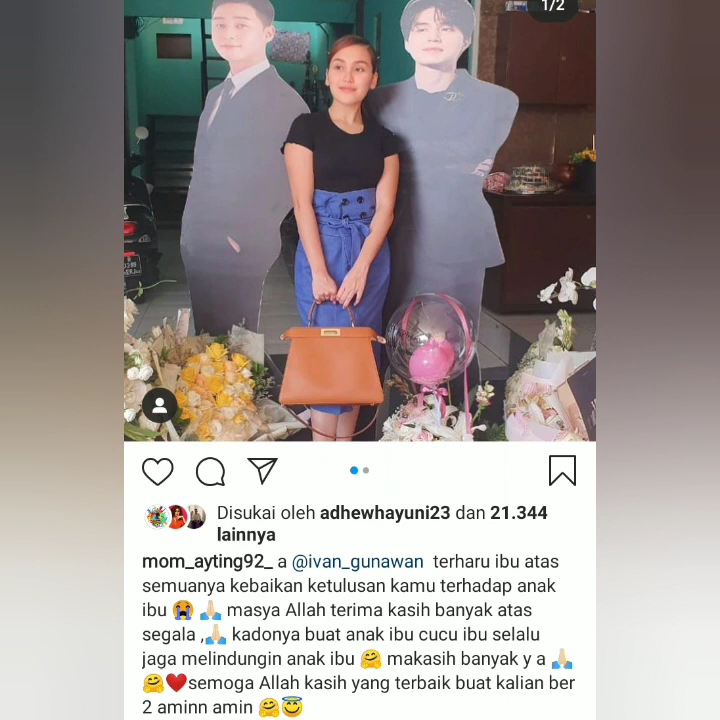 1/2
Disukai oleh adhewhayuni23 dan 21.344
lainnya
mom_ayting92_ a @ivan_gunawan terharu ibu atas
semuanya kebaikan ketulusan kamu terhadap anak
ibu 😭 🙏🏻 masya Allah terima kasih banyak atas
segala ,🙏🏻 kadonya buat anak ibu cucu ibu selalu
jaga melindungin anak ibu 🤗 makasih banyak y a 🙏🏻
🤗❤️semoga Allah kasih yang terbaik buat kalian ber
2 aminn amin 🤗😇